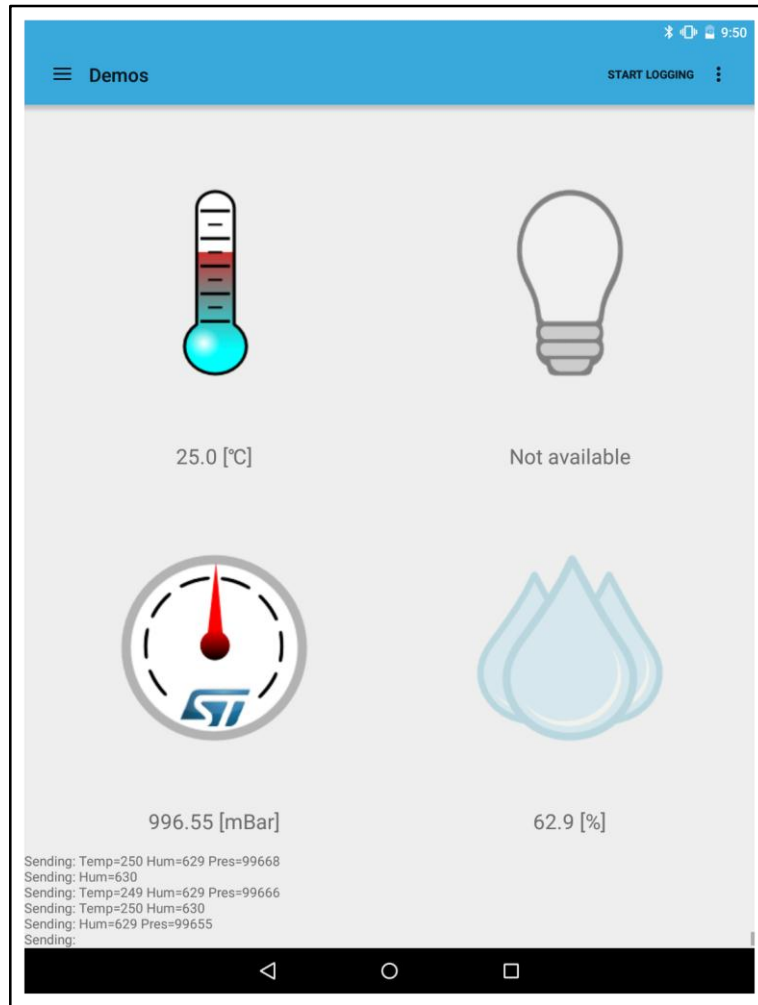 9:50
Demos
START LOGGING
25.0 [°C]
Not available
ST
996.55 [mBar]
62.9 [%]
Sending: Temp=250 Hum=629 Pres=99668
Sending: Hum=630
Sending: Temp=249 Hum=629 Pres=99666
Sending: Temp=250 Hum=630
Sending: Hum=629 Pres=99655
Sending: